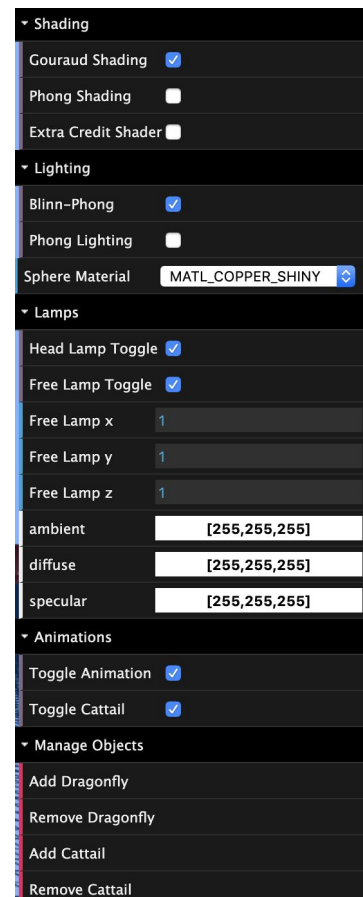 Shading
Gouraud Shading
Phong Shading
Extra Credit Shader
Lighting
Blinn-Phong
Phong Lighting
Sphere Material MATL_COPPER_SHINY
Lamps
Head Lamp Toggle
Free Lamp Toggle
Free Lamp x 1
Free Lamp y 1
Free Lamp z 1
ambient [255,255,255]
diffuse [255,255,255]
specular [255,255,255]
Animations
Toggle Animation
Toggle Cattail
Manage Objects
Add Dragonfly
Remove Dragonfly
Add Cattail
Remove Cattail